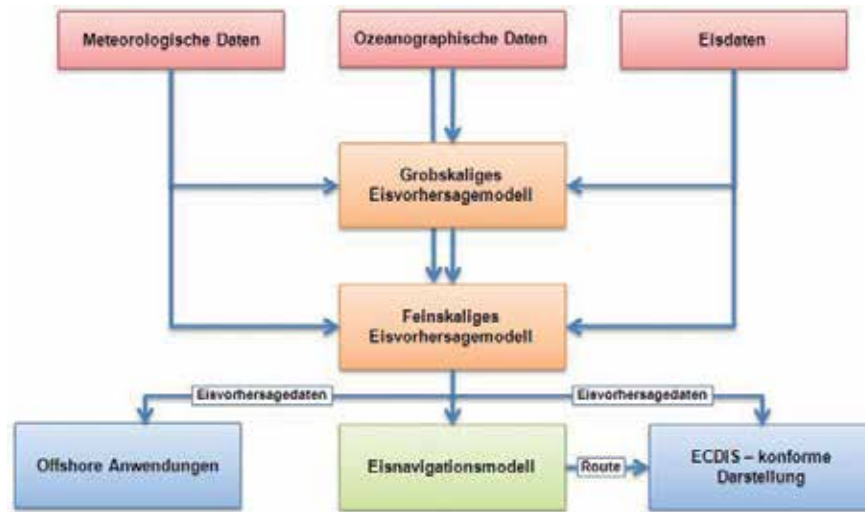 Meteorologische Daten
Ozeanographische Daten
Eisdaten
Grobskaliges
Eisvorhersagemodell
Feinskaliges
Eisvorhersagemodell
Eisvorhersagedaten
Eisvorhersagedaten
Offshore Anwendungen
Eisnavigationsmodell
Route
ECDIS – konforme
Darstellung